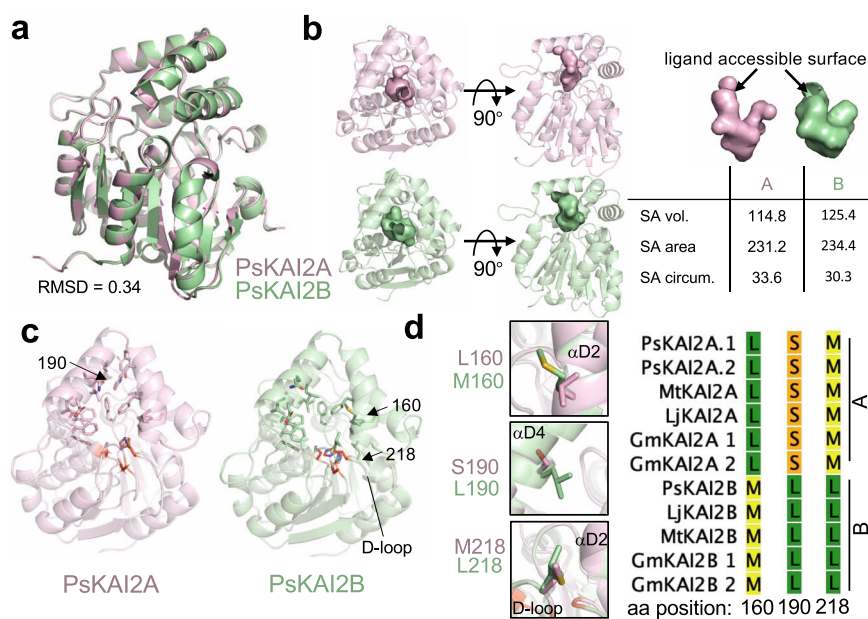 a
PsKAI2A
PsKAI2B
RMSD = 0.34
b
90°
90°
ligand accessible surface
A B
SA vol. 114.8 125.4
SA area 231.2 234.4
SA circum. 33.6 30.3
c
190
160
218
D-loop
PsKAI2A
PsKAI2B
d
L160
M160
αD2
S190
L190
αD4
M218
L218
αD2
D-loop
PsKAI2A.1 L S M
PsKAI2A.2 L S M
MtKAI2A L S M
LjKAI2A L S M
GmKAI2A 1 L S M
GmKAI2A 2 L S M
A
PsKAI2B M L L
LjKAI2B M L L
MtKAI2B M L L
GmKAI2B 1 M L L
GmKAI2B 2 M L L
B
aa position: 160 190 218